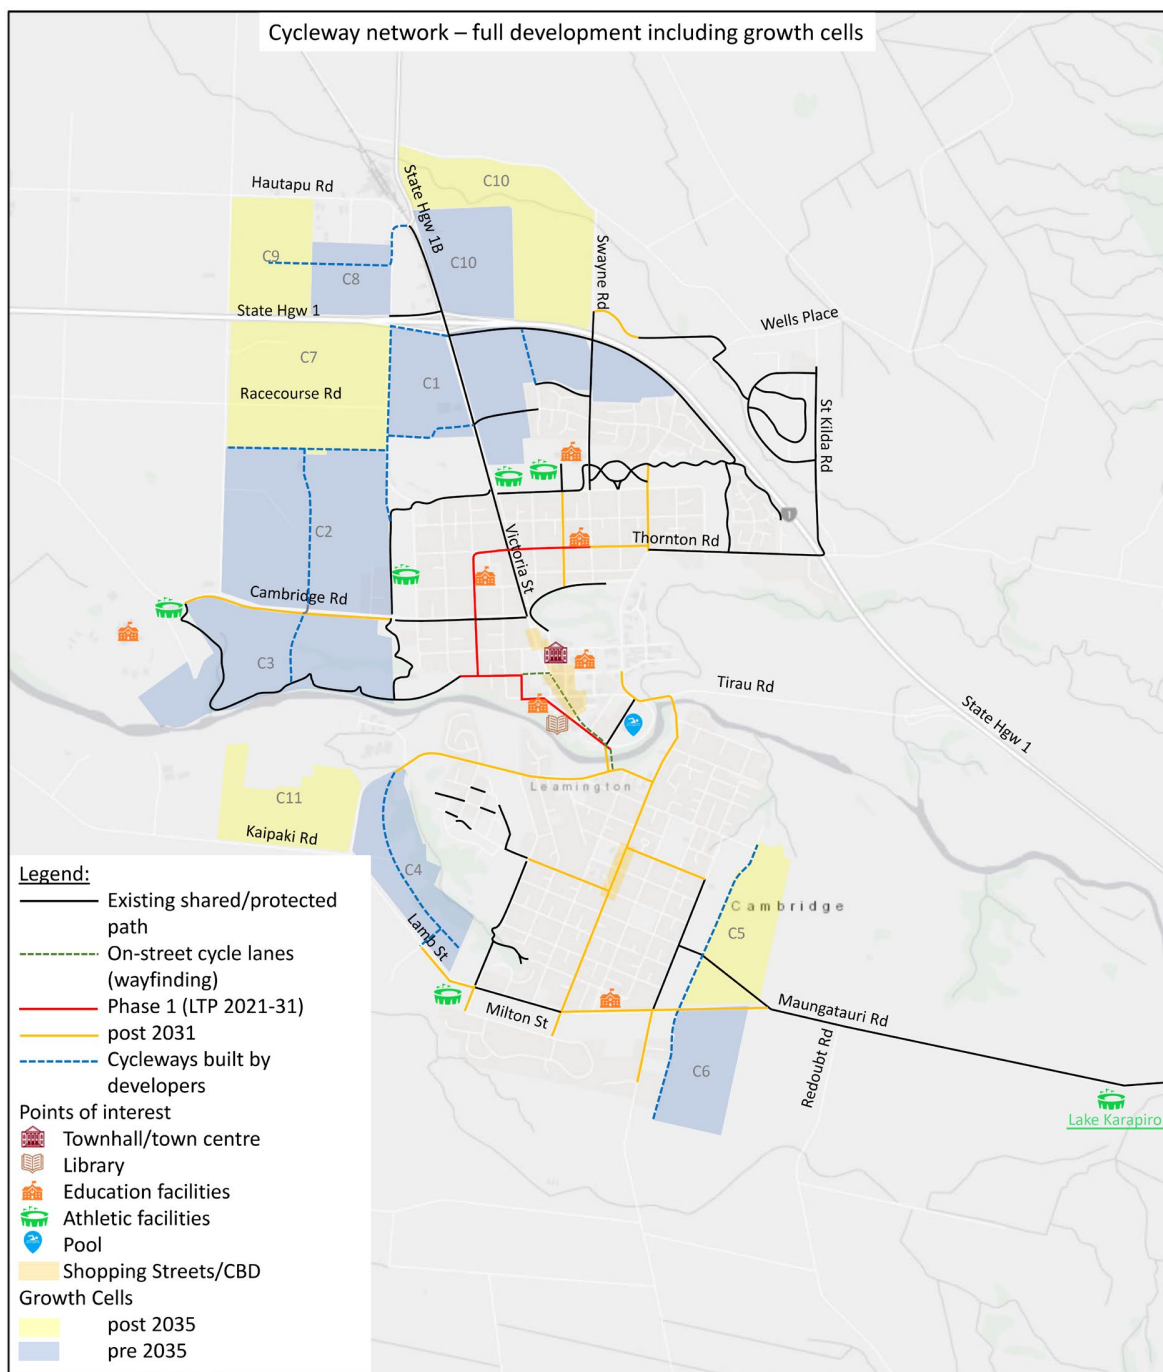 Cycleway network – full development including growth cells
Hautapu Rd
State Hgw 1B
C10
C9
C8
C10
Swayne Rd
State Hgw 1
Wells Place
C7
C1
Racecourse Rd
St Kilda Rd
1
C2
Victoria St
Thornton Rd
Cambridge Rd
C3
Tirau Rd
State Hgw 1
Leamington
C11
Kaipaki Rd
C4
Cambridge
C5
Lamb St
Milton St
Maungatauri Rd
Redoubt Rd
C6
Lake Karapiro
Legend:
Existing shared/protected
path
On-street cycle lanes
(wayfinding)
Phase 1 (LTP 2021-31)
post 2031
Cycleways built by
developers
Points of interest
Townhall/town centre
Library
Education facilities
Athletic facilities
Pool
Shopping Streets/CBD
Growth Cells
post 2035
pre 2035